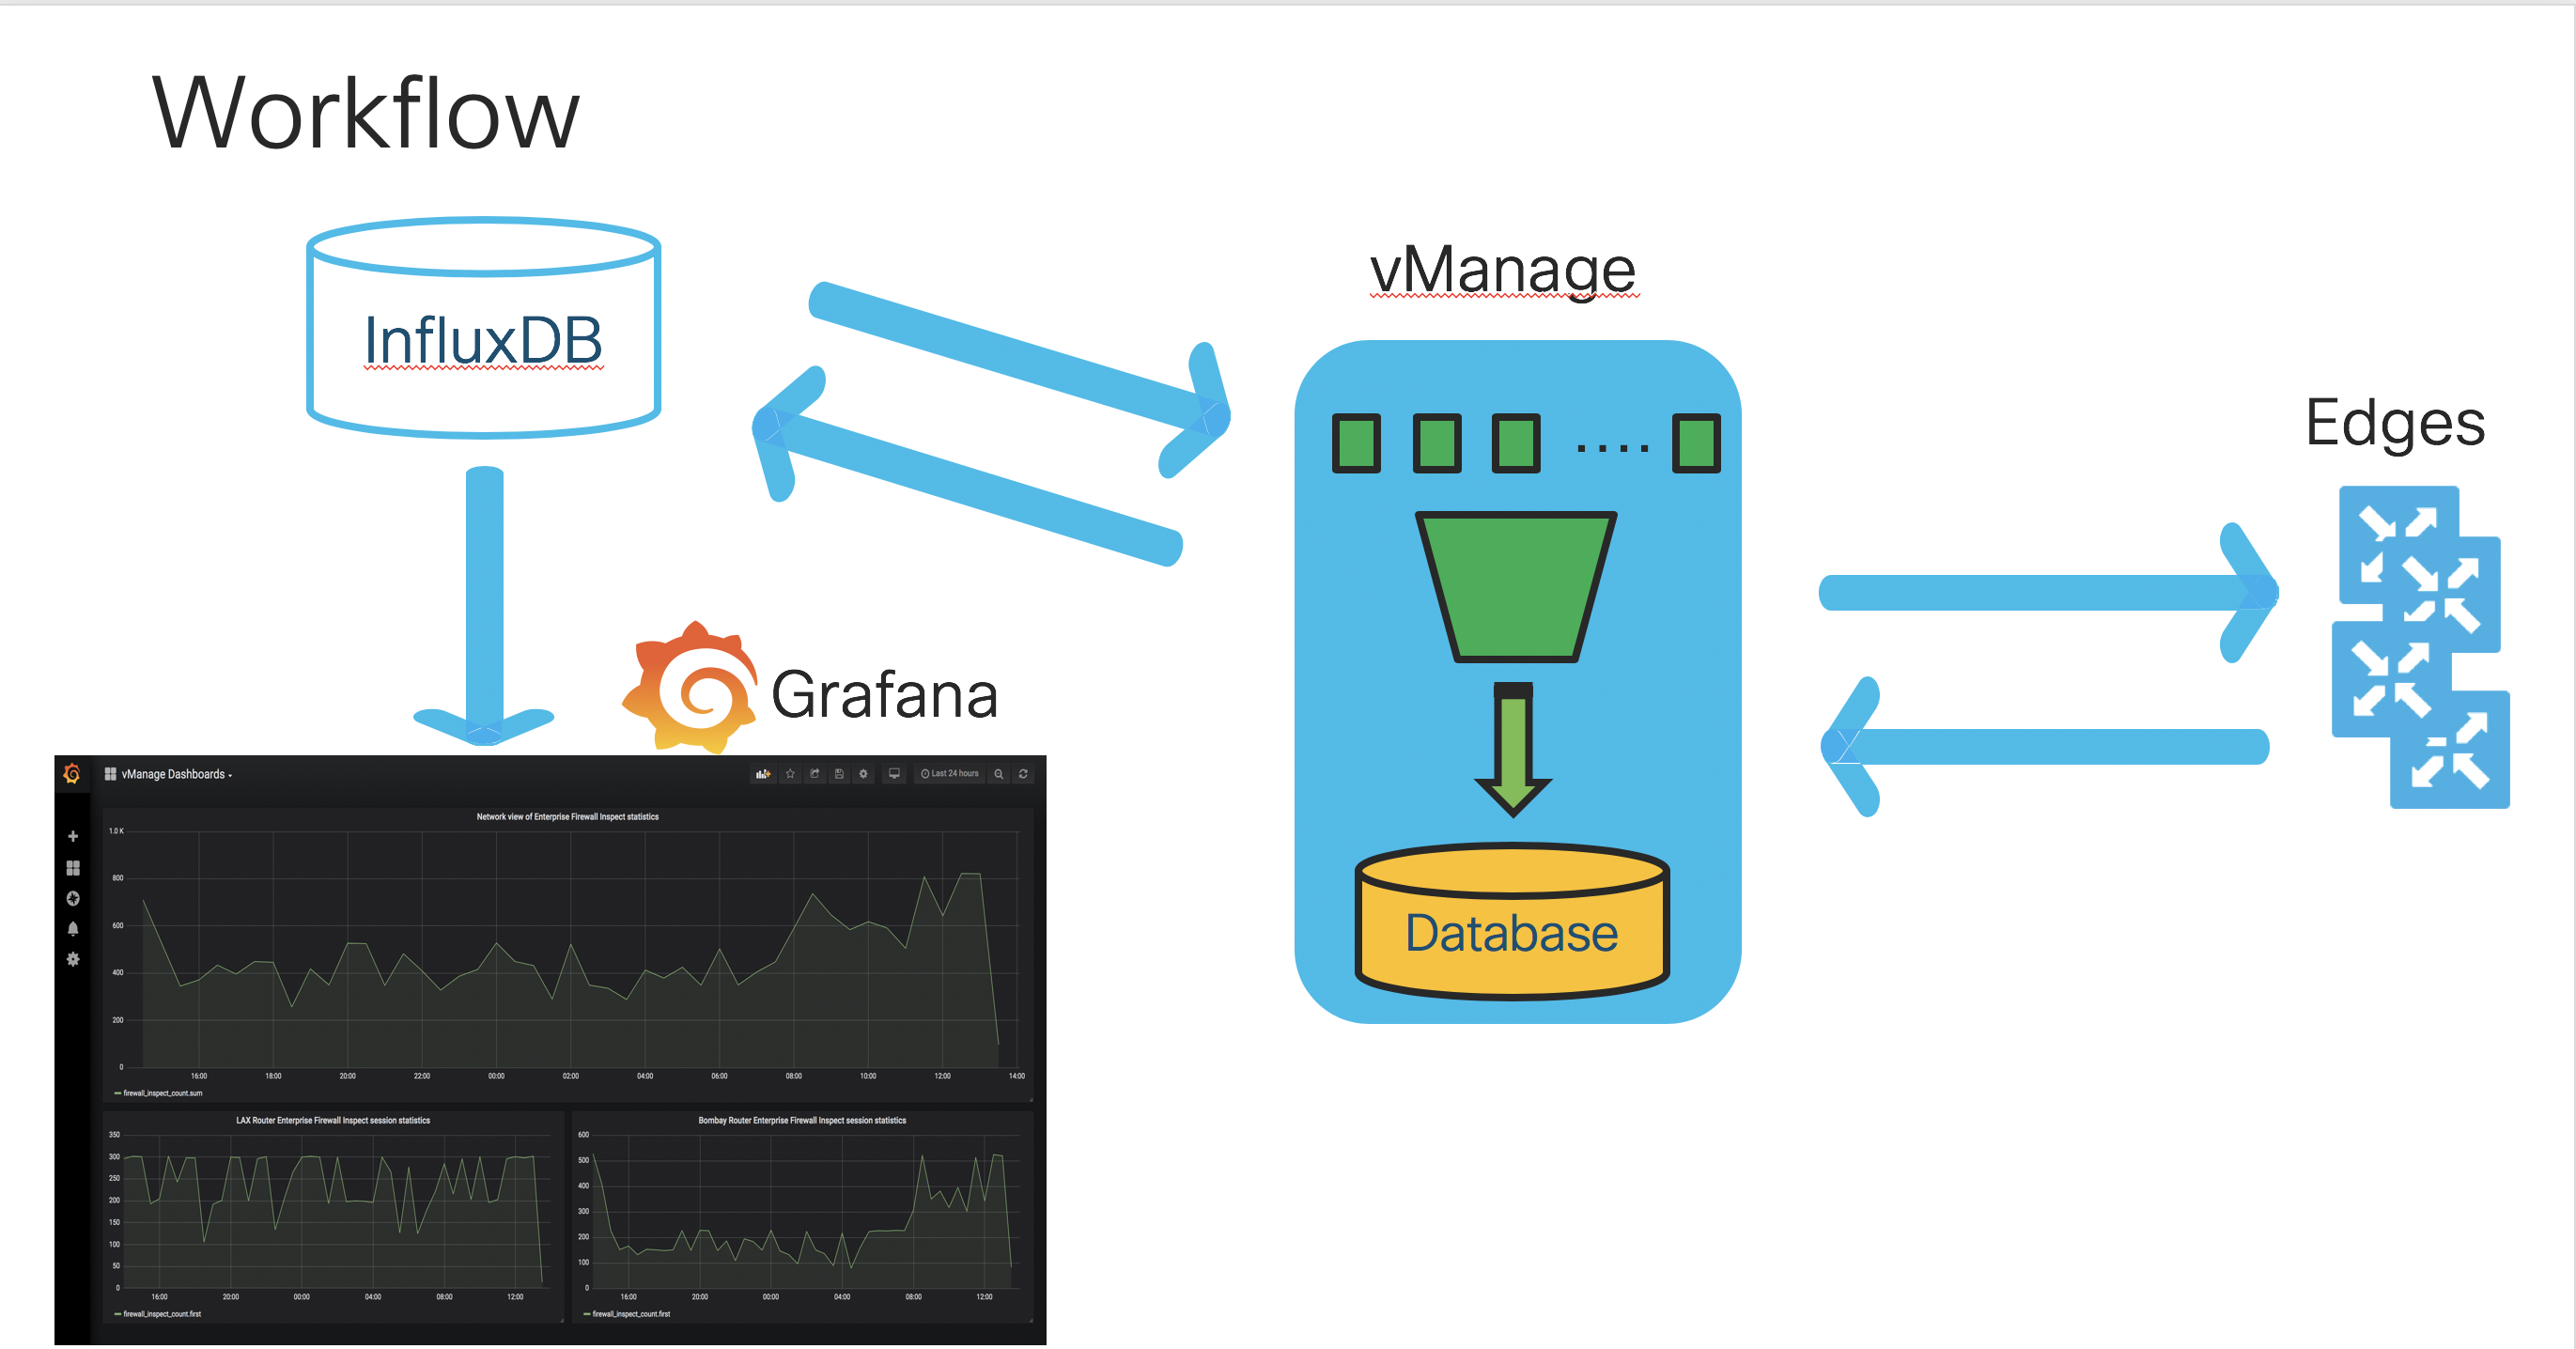 Workflow
InfluxDB
vManage
Edges
Grafana
Database
vManage Dashboards
Last 24 hours
Network view of Enterprise Firewall Inspect statistics
1.0 K
800
600
400
200
0
16:00 18:00 20:00 22:00 00:00 02:00 04:00 06:00 08:00 10:00 12:00 14:00
firewall_inspect_count.sum
LAX Router Enterprise Firewall Inspect session statistics
350
300
250
200
150
100
50
0
16:00 20:00 00:00 04:00 08:00 12:00
firewall_inspect_count.first
Bombay Router Enterprise Firewall Inspect session statistics
600
500
400
300
200
100
0
16:00 20:00 00:00 04:00 08:00 12:00
firewall_inspect_count.first